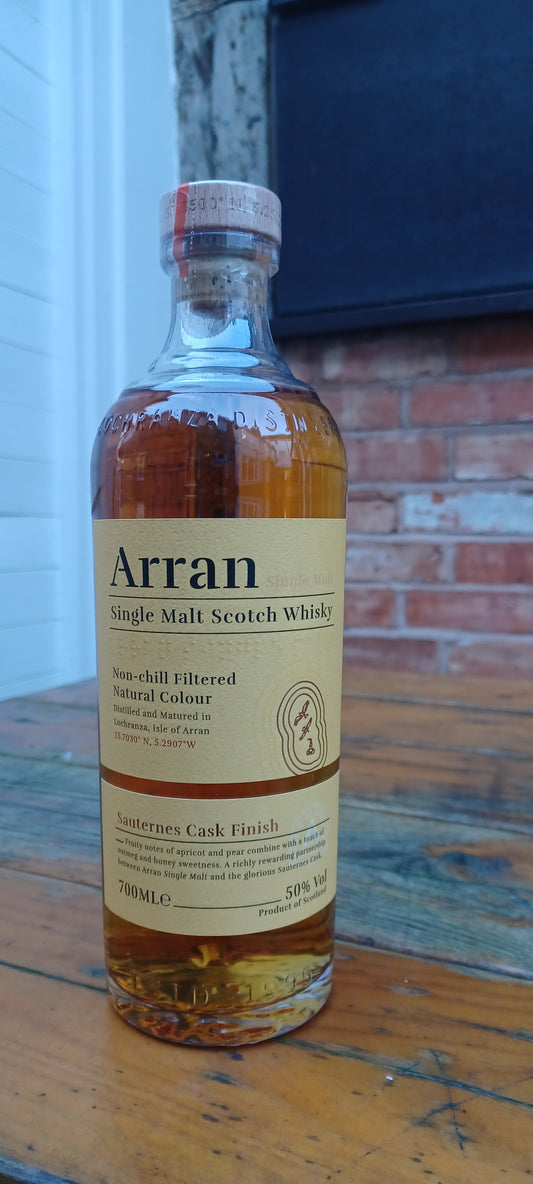 LOCHRANZA DISTILLERY
Arran
Single Malt
Single Malt Scotch Whisky
Non-chill Filtered
Natural Colour
Distilled and Matured in
Lochranza, Isle of Arran
55.7030° N, 5.2907°W
Sauternes Cask Finish
Fruity notes of apricot and pear combine with a touch of
nutmeg and honey sweetness. A richly rewarding partnership
between Arran Single Malt and the glorious Sauternes Cask
700MLe
50% Vol
Product of Scotland